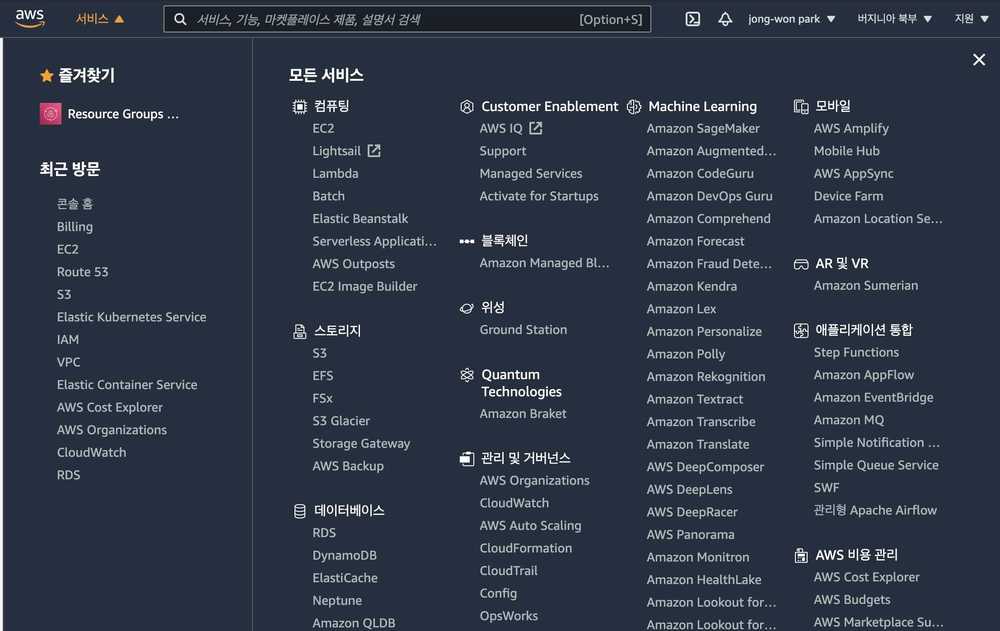 aws
서비스
서비스, 기능, 마켓플레이스 제품, 설명서 검색
[Option+S]
jong-won park
버지니아 북부
지원
즐겨찾기
Resource Groups ...
최근 방문
콘솔 홈
Billing
EC2
Route 53
S3
Elastic Kubernetes Service
IAM
VPC
Elastic Container Service
AWS Cost Explorer
AWS Organizations
CloudWatch
RDS
모든 서비스
컴퓨팅
EC2
Lightsail
Lambda
Batch
Elastic Beanstalk
Serverless Applicati...
AWS Outposts
EC2 Image Builder
스토리지
S3
EFS
FSx
S3 Glacier
Storage Gateway
AWS Backup
데이터베이스
RDS
DynamoDB
ElastiCache
Neptune
Amazon QLDB
Customer Enablement
AWS IQ
Support
Managed Services
Activate for Startups
블록체인
Amazon Managed Bl...
위성
Ground Station
Quantum
Technologies
Amazon Braket
관리 및 거버넌스
AWS Organizations
CloudWatch
AWS Auto Scaling
CloudFormation
CloudTrail
Config
OpsWorks
Machine Learning
Amazon SageMaker
Amazon Augmented...
Amazon CodeGuru
Amazon DevOps Guru
Amazon Comprehend
Amazon Forecast
Amazon Fraud Dete...
Amazon Kendra
Amazon Lex
Amazon Personalize
Amazon Polly
Amazon Rekognition
Amazon Textract
Amazon Transcribe
Amazon Translate
AWS DeepComposer
AWS DeepLens
AWS DeepRacer
AWS Panorama
Amazon Monitron
Amazon HealthLake
Amazon Lookout for...
Amazon Lookout for...
모바일
AWS Amplify
Mobile Hub
AWS AppSync
Device Farm
Amazon Location Se...
AR 및 VR
Amazon Sumerian
애플리케이션 통합
Step Functions
Amazon AppFlow
Amazon EventBridge
Amazon MQ
Simple Notification ...
Simple Queue Service
SWF
관리형 Apache Airflow
AWS 비용 관리
AWS Cost Explorer
AWS Budgets
AWS Marketplace Su...